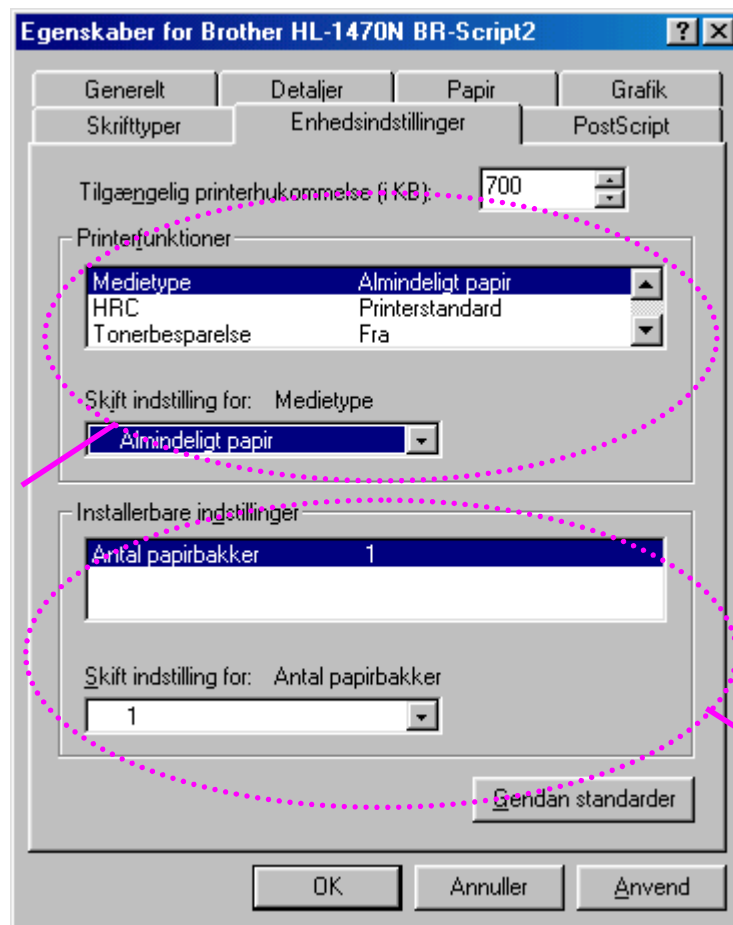 Egenskaber for Brother HL-1470N BR-Script2
Generelt Detaljer Papir Grafik
Skrifttyper Enhedsindstillinger PostScript
Tilgængelig printerhukommelse (i KB): 700
Printerfunktioner
Medietype Almindeligt papir
HRC Printerstandard
Tonerbesparelse Fra
Skift indstilling for: Medietype
Almindeligt papir
Installerbare indstillinger
Antal papirbakker 1
Skift indstilling for: Antal papirbakker
1
Gendan standarder
OK Annuller Anvend